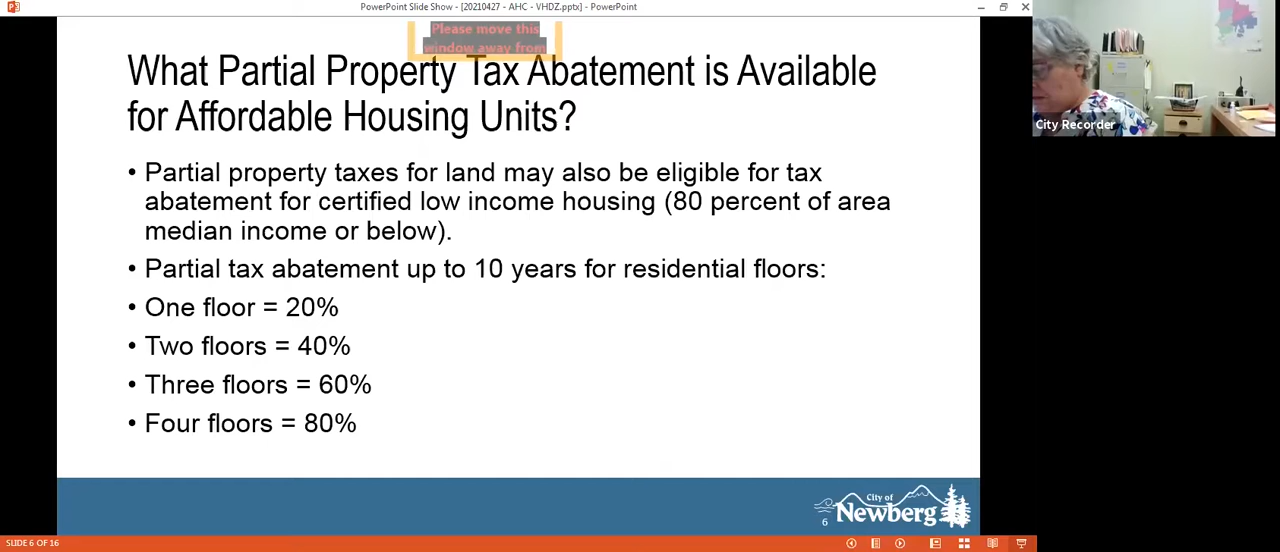 PowerPoint Slide Show - [20210427 - AHC - VHDZ.pptx] - PowerPoint
Please move this
window away from
What Partial Property Tax Abatement is Available
for Affordable Housing Units?
• Partial property taxes for land may also be eligible for tax
abatement for certified low income housing (80 percent of area
median income or below).
• Partial tax abatement up to 10 years for residential floors:
• One floor = 20%
• Two floors = 40%
• Three floors = 60%
• Four floors = 80%
City of
Newberg
6
SLIDE 6 OF 16
City Recorder